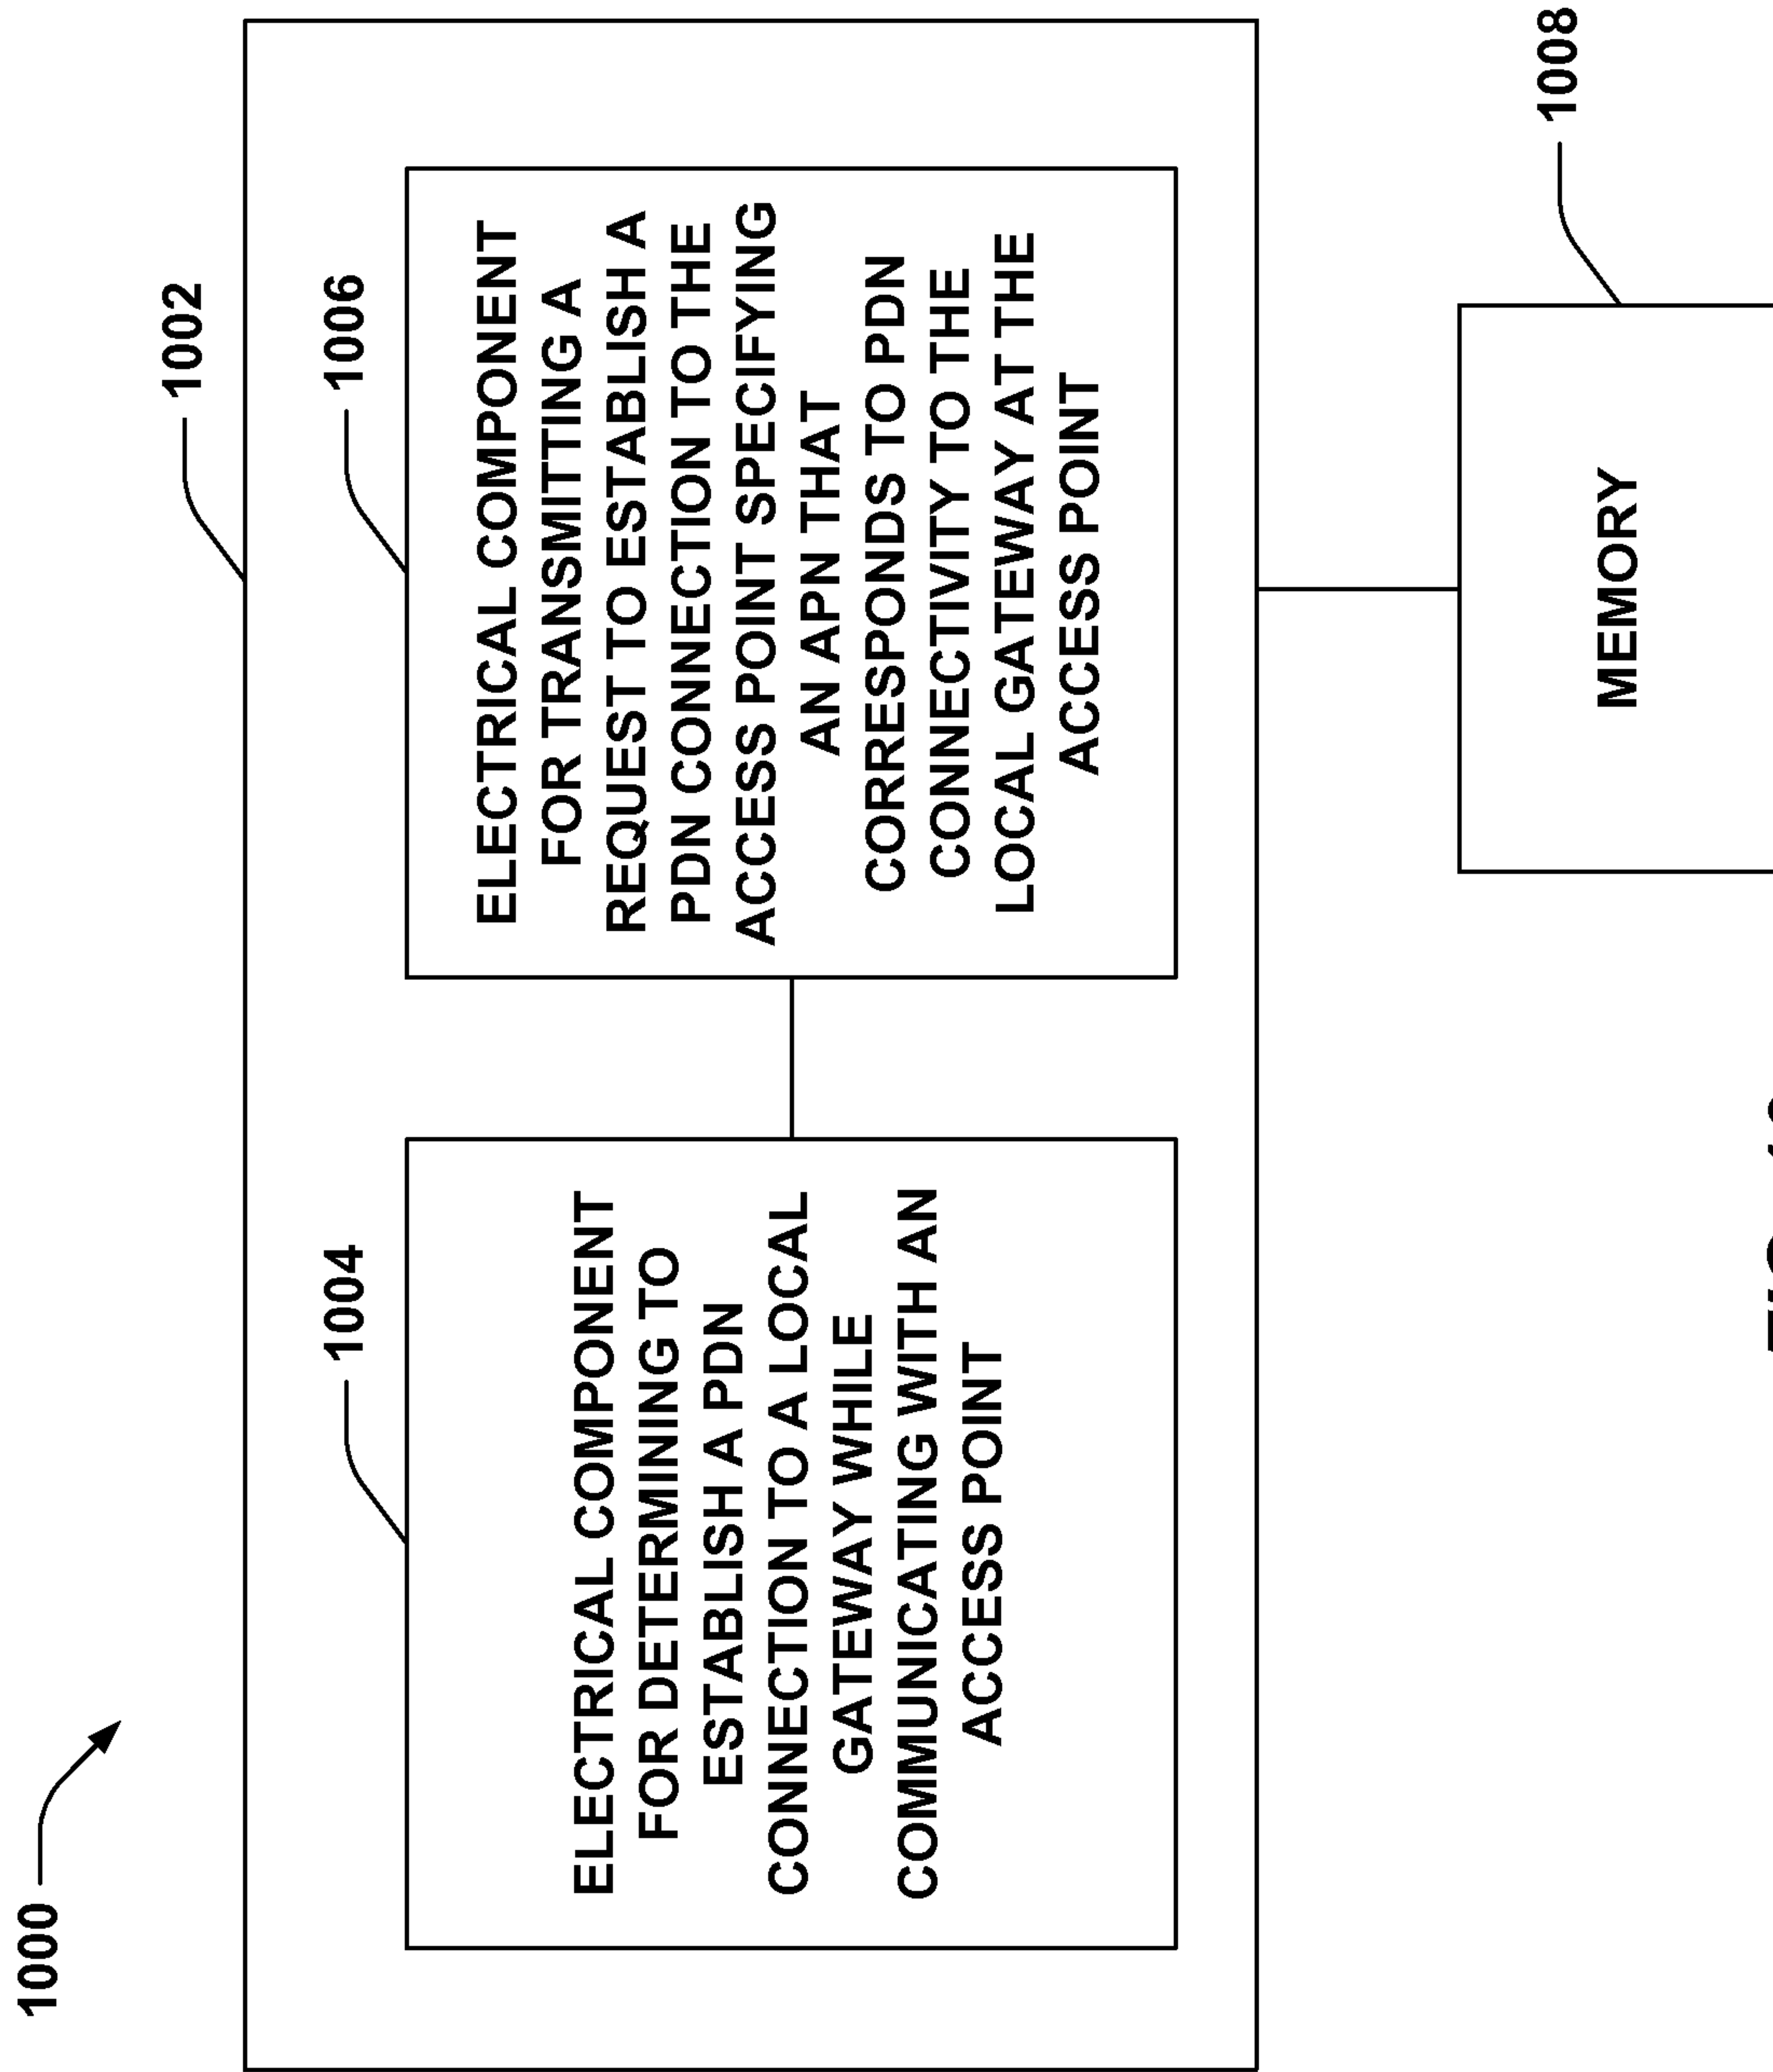 1000
1002
1004
1006
ELECTRICAL COMPONENT
FOR DETERMINING TO
ESTABLISH A PDN
CONNECTION TO A LOCAL
GATEWAY WHILE
COMMUNICATING WITH AN
ACCESS POINT
ELECTRICAL COMPONENT
FOR TRANSMITTING A
REQUEST TO ESTABLISH A
PDN CONNECTION TO THE
ACCESS POINT SPECIFYING
AN APN THAT
CORRESPONDS TO PDN
CONNECTIVITY TO THE
LOCAL GATEWAY AT THE
ACCESS POINT
1008
MEMORY